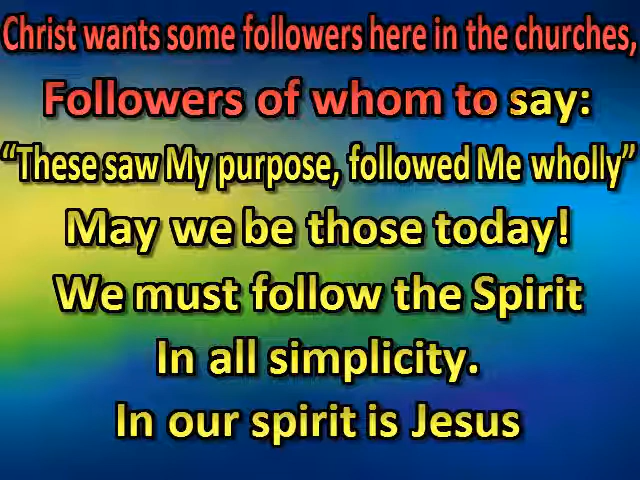 Christ wants some followers here in the churches,
Followers of whom to say:
“These saw My purpose, followed Me wholly”
May we be those today!
We must follow the Spirit
In all simplicity.
In our spirit is Jesus